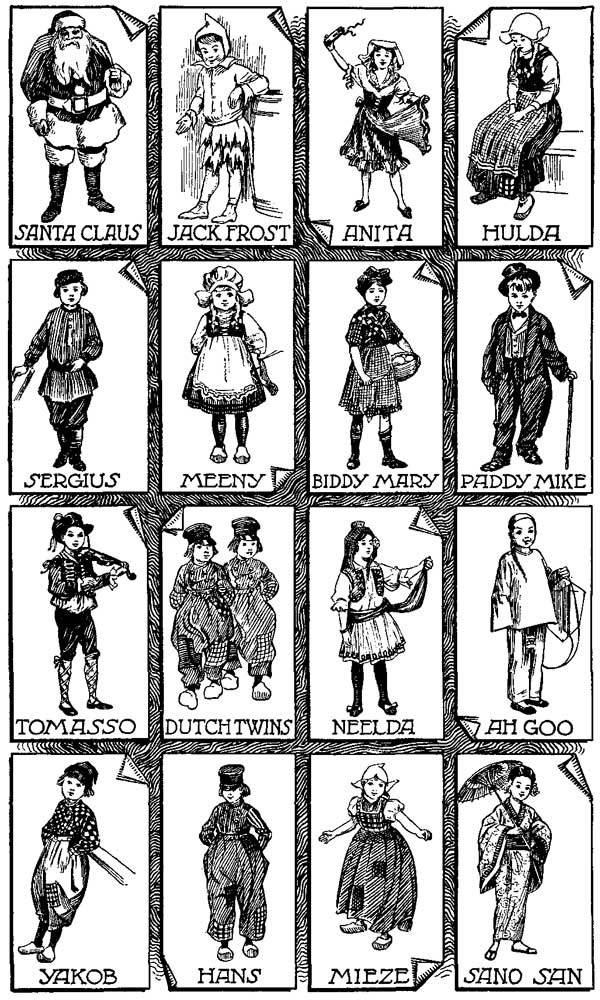 SANTA CLAUS
JACK FROST
ANITA
HULDA
SERGIUS
MEENY
BIDDY MARY
PADDY MIKE
TOMASSO
DUTCH TWINS
NEELDA
AH GOO
YAKOB
HANS
MIEZE
SANO SAN